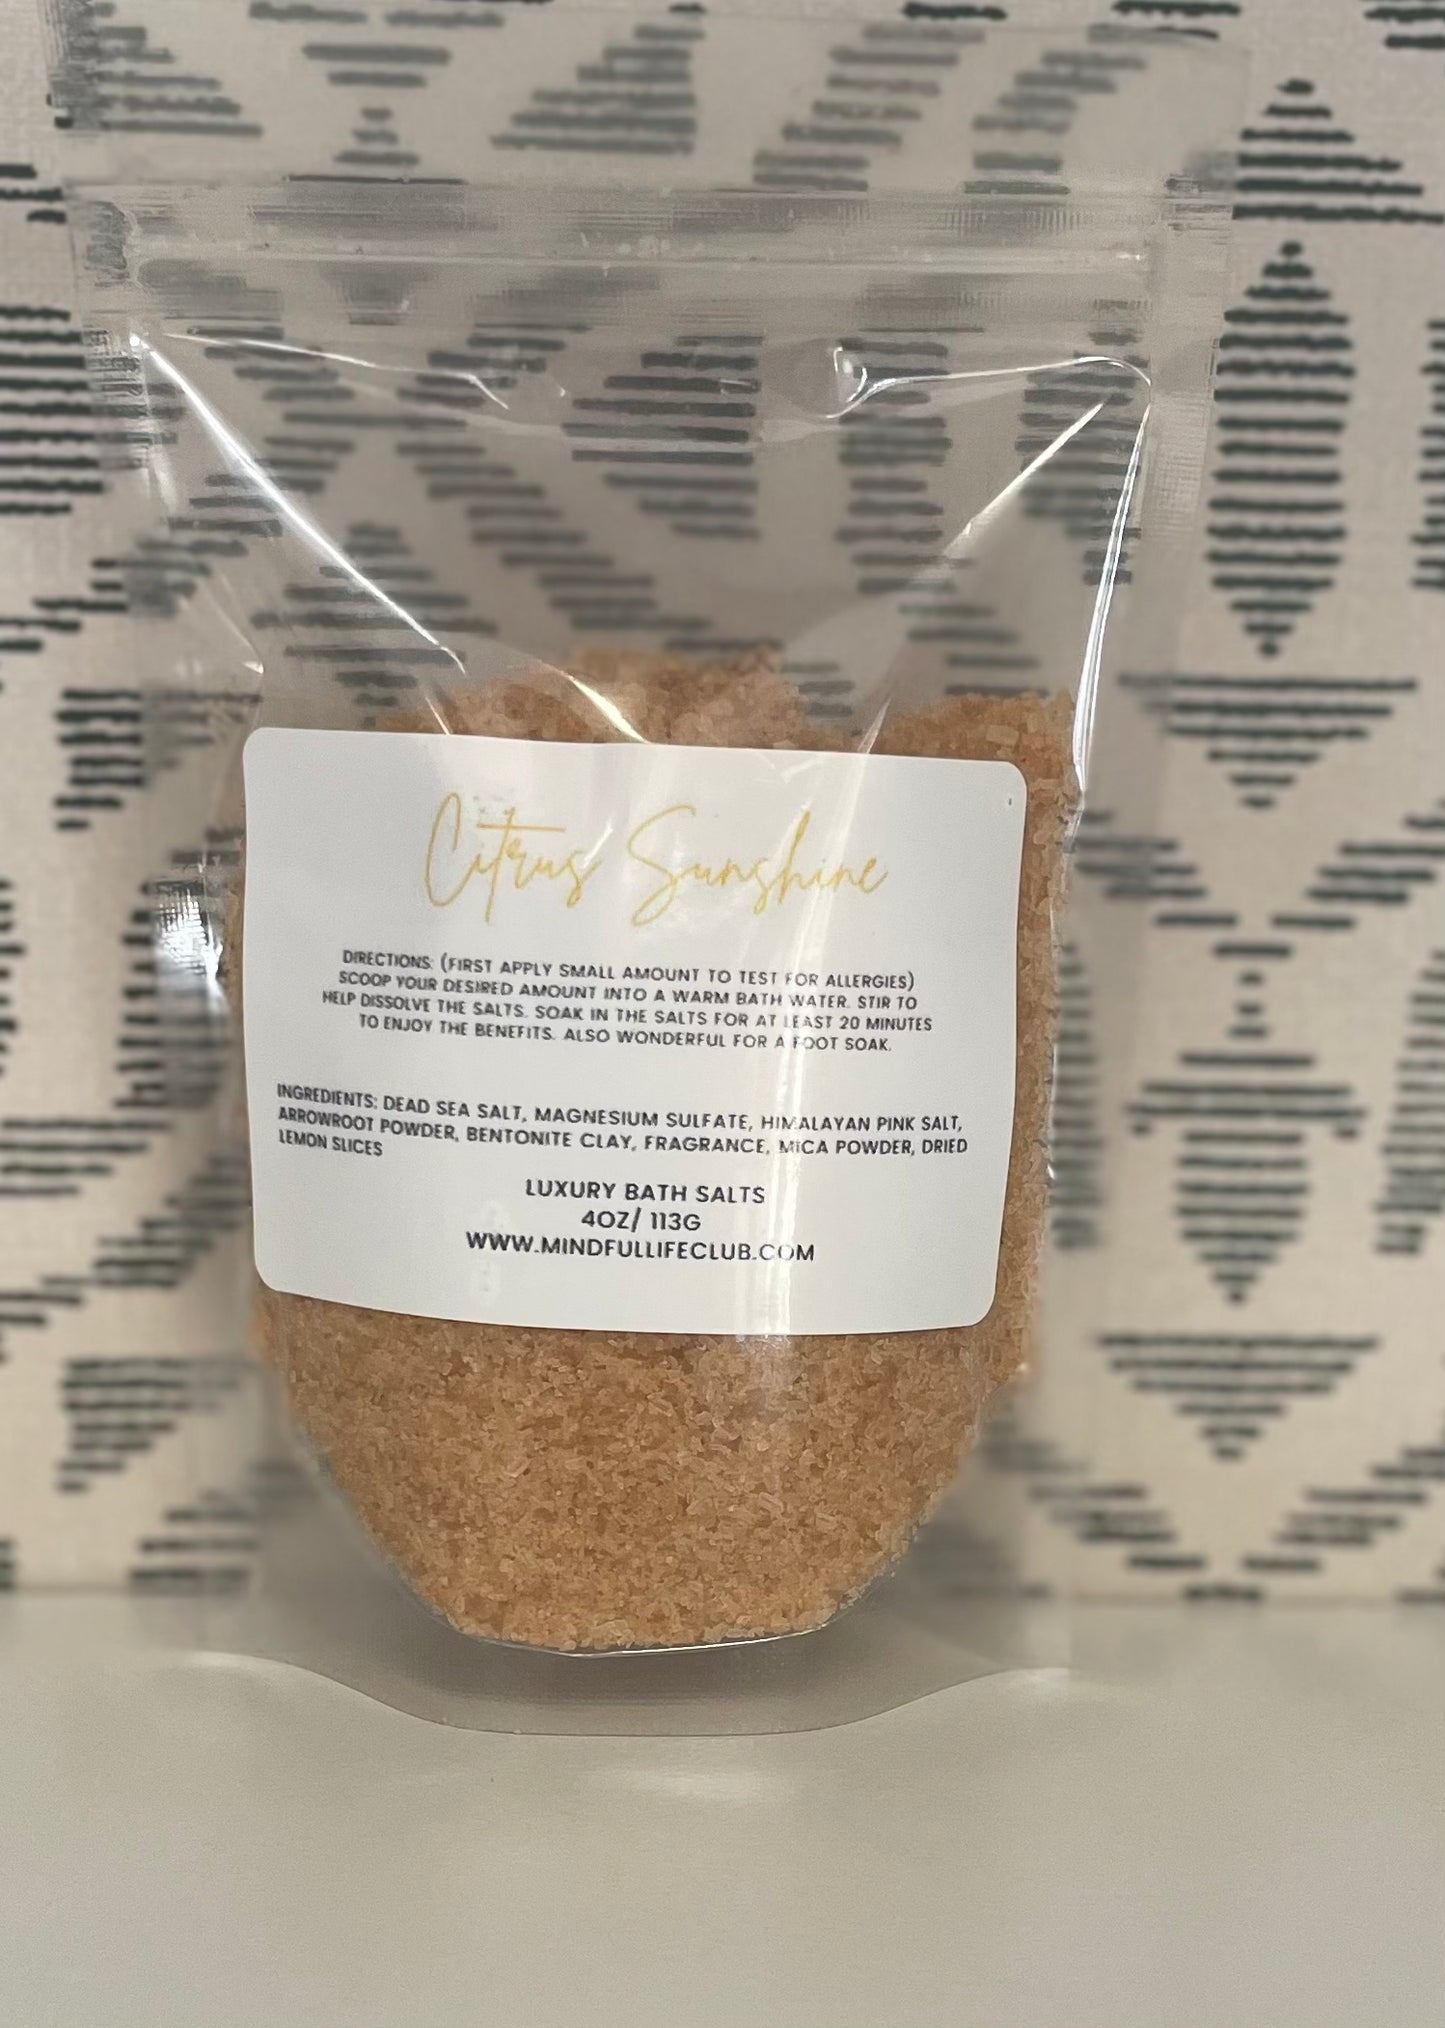 Citrus Sunshine
DIRECTIONS: (FIRST APPLY SMALL AMOUNT TO TEST FOR ALLERGIES)
SCOOP YOUR DESIRED AMOUNT INTO A WARM BATH WATER. STIR TO
HELP DISSOLVE THE SALTS. SOAK IN THE SALTS FOR AT LEAST 20 MINUTES
TO ENJOY THE BENEFITS. ALSO WONDERFUL FOR A FOOT SOAK.
INGREDIENTS: DEAD SEA SALT, MAGNESIUM SULFATE, HIMALAYAN PINK SALT,
ARROWROOT POWDER, BENTONITE CLAY, FRAGRANCE, MICA POWDER, DRIED
LEMON SLICES
LUXURY BATH SALTS
4OZ/ 113G
WWW.MINDFULLIFECLUB.COM